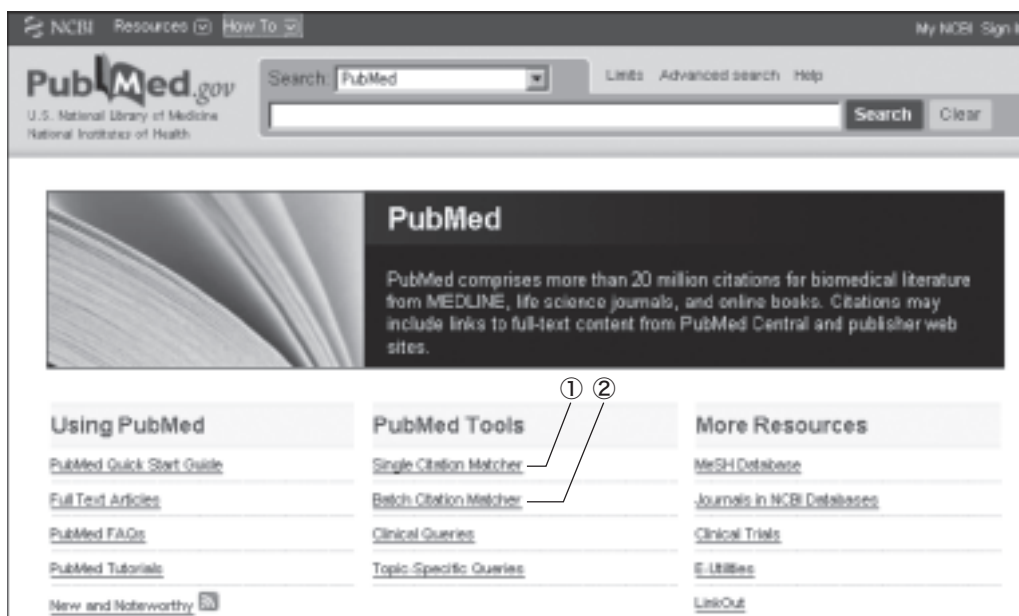 NCBI Resources How To My NCBI Sign I
PubMed.gov
U.S. National Library of Medicine
National Institutes of Health
Search: PubMed
Limits Advanced search Help
Search Clear
PubMed
PubMed comprises more than 20 million citations for biomedical literature
from MEDLINE, life science journals, and online books. Citations may
include links to full-text content from PubMed Central and publisher web
sites.
① ②
Using PubMed
PubMed Quick Start Guide
Full Text Articles
PubMed FAQs
PubMed Tutorials
New and Noteworthy
PubMed Tools
Single Citation Matcher
Batch Citation Matcher
Clinical Queries
Topic-Specific Queries
More Resources
MeSH Database
Journals in NCBI Databases
Clinical Trials
E-Utilities
LinkOut